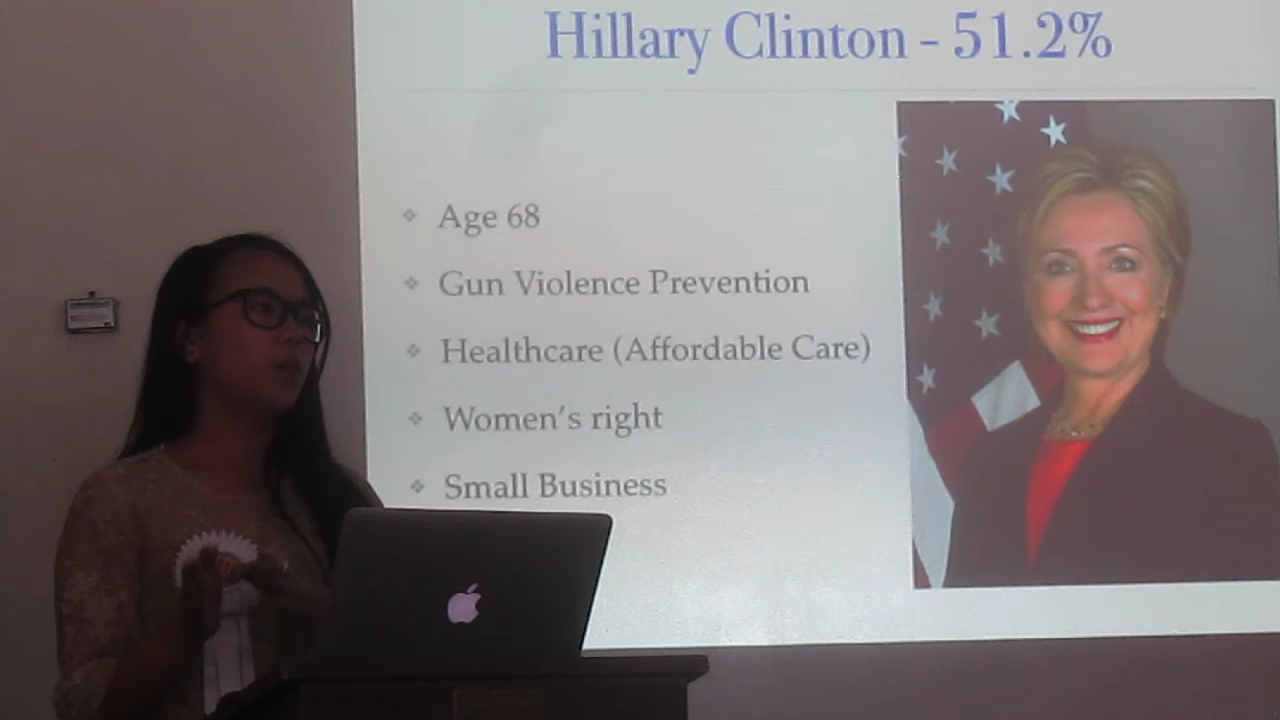 Hillary Clinton - 51.2%
Age 68
Gun Violence Prevention
Healthcare (Affordable Care)
Women's right
Small Business